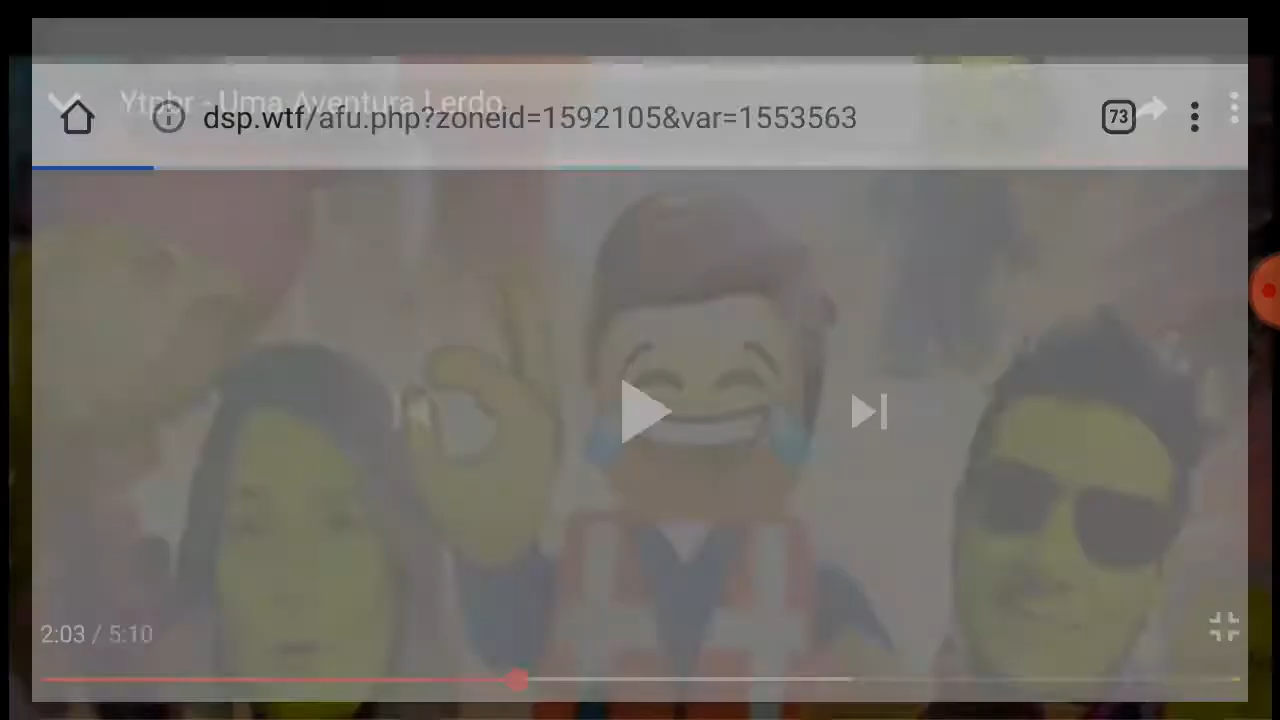 Ytpbr - Uma Aventura Lerdo
dsp.wtf/afu.php?zoneid=1592105&var=1553563
73
2:03 / 5:10